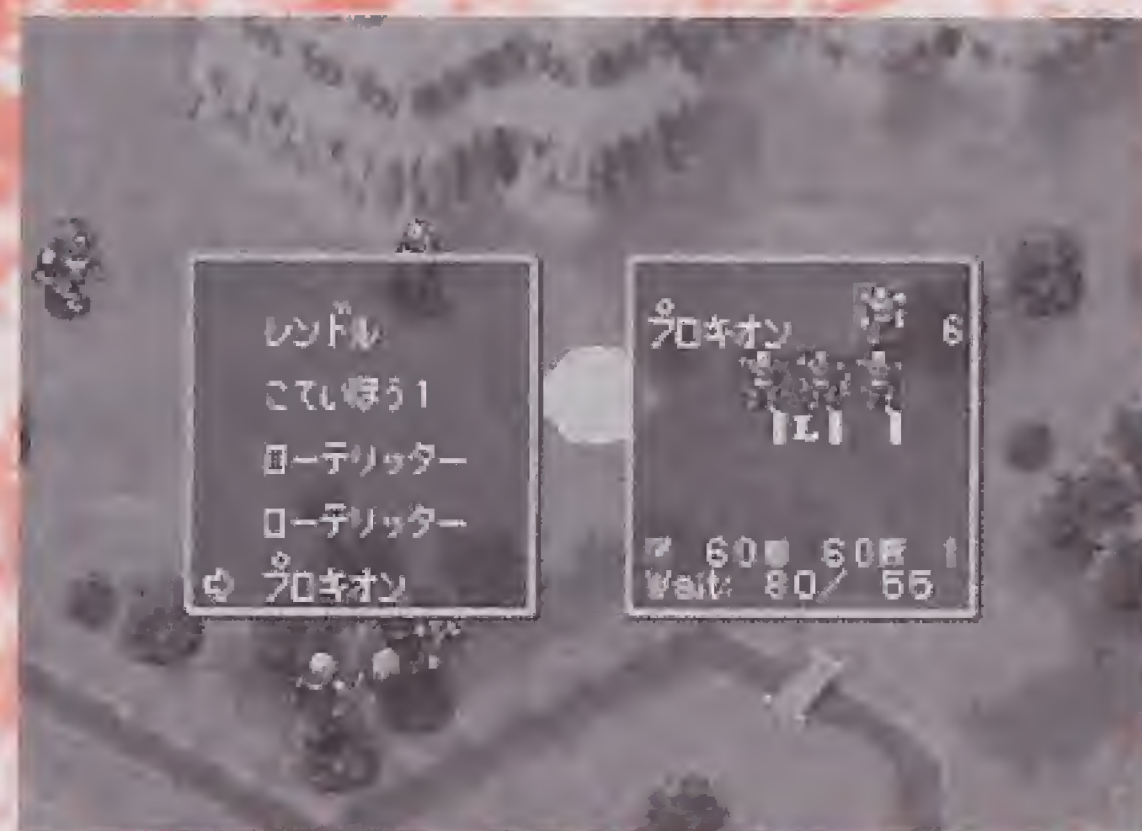 レンドル
こていほう1
ローテリッター
ローテリッター
プロキオン
プロキオン 6
60 60 1
Wait: 80/ 55